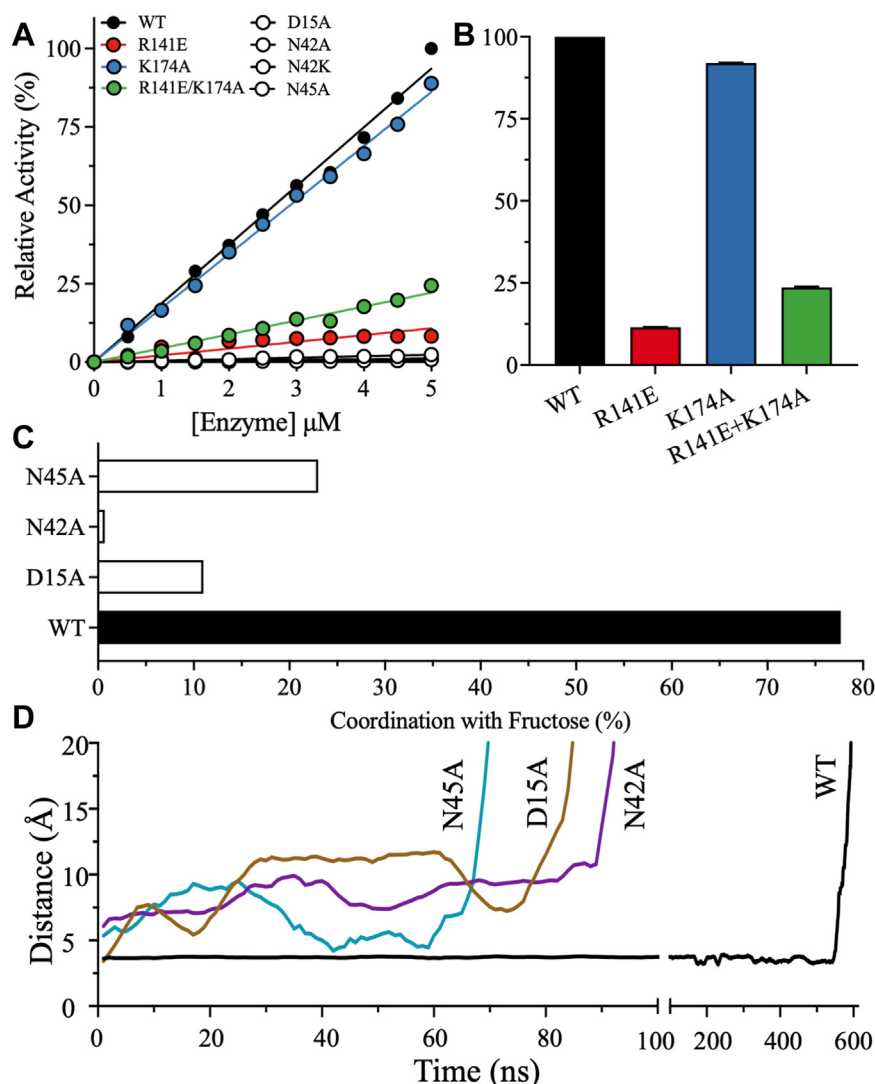 A
WT
R141E
K174A
R141E/K174A
D15A
N42A
N42K
N45A
Relative Activity (%)
100
75
50
25
0
0 1 2 3 4 5
[Enzyme] μM
B
100
75
50
25
0
WT
R141E
K174A
R141E+K174A
C
N45A
N42A
D15A
WT
0 10 20 30 40 50 60 70 80
Coordination with Fructose (%)
D
Distance (Å)
20
15
10
5
0
N45A
D15A
N42A
WT
0 20 40 60 80 100 200 400 600
Time (ns)